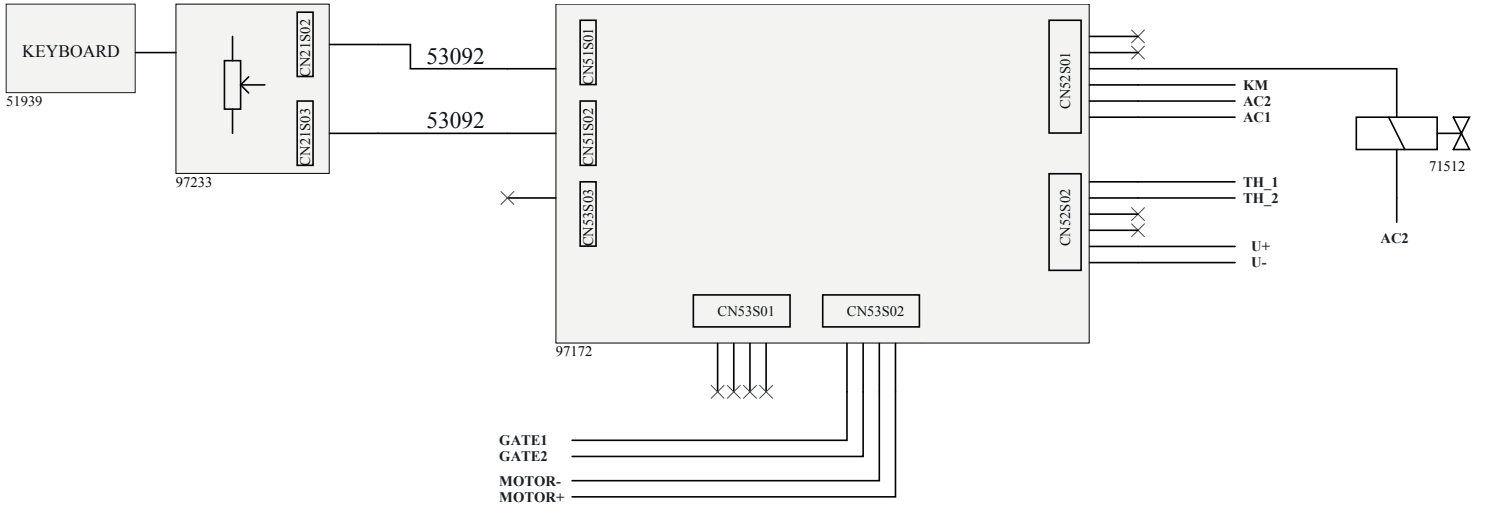 KEYBOARD
51939
CN21S02
CN21S03
97233
53092
53092
CN51S01
CN51S02
CN53S03
CN52S01
CN52S02
CN53S01
CN53S02
97172
KM
AC2
AC1
TH_1
TH_2
U+
U-
71512
AC2
GATE1
GATE2
MOTOR-
MOTOR+